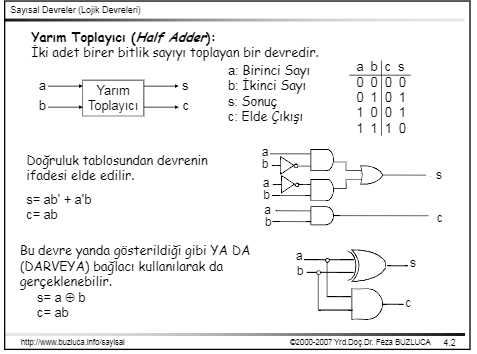 Sayısal Devreler (Lojik Devreleri)
Yarım Toplayıcı (Half Adder):
İki adet birer bitlik sayıyı toplayan bir devredir.
a
b
Yarım
Toplayıcı
s
c
a: Birinci Sayı
b: İkinci Sayı
s: Sonuç
c: Elde Çıkışı
a b c s
0 0 0 0
0 1 0 1
1 0 0 1
1 1 1 0
Doğruluk tablosundan devrenin
ifadesi elde edilir.
s= ab' + a'b
c= ab
a
b
a
b
s
a
b
c
Bu devre yanda gösterildiği gibi YA DA
(DARVEYA) bağlacı kullanılarak da
gerçeklenebilir.
s= a ⊕ b
c= ab
a
b
s
c
http://www.buzluca.info/sayisal
©2000-2007 Yrd.Doç.Dr. Feza BUZLUCA
4.2